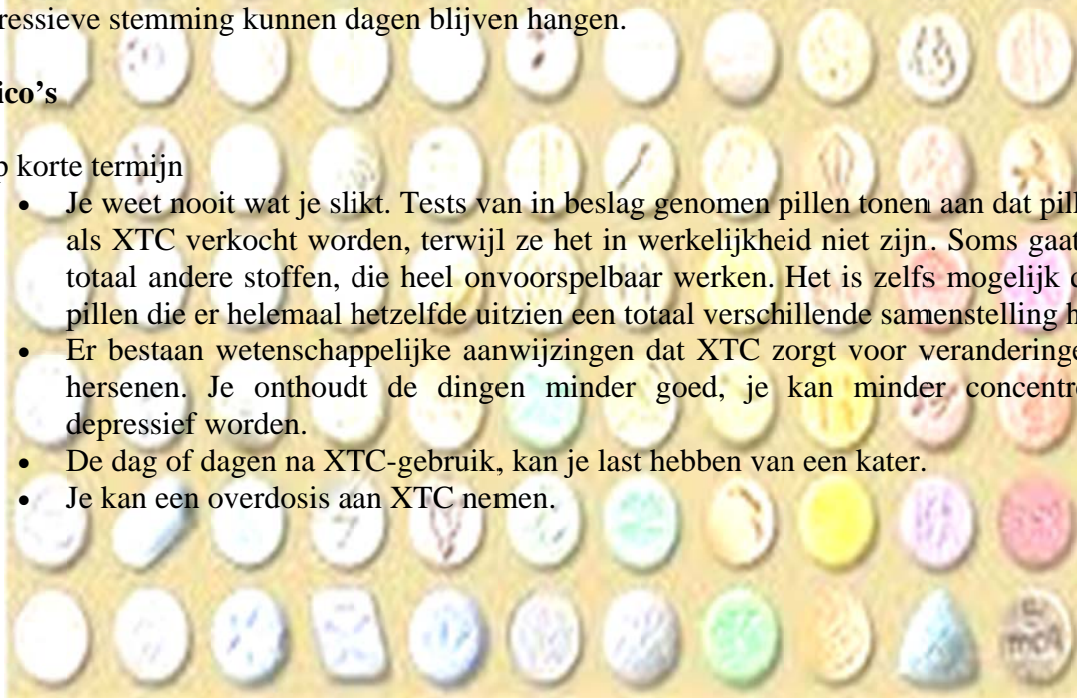 ressieve stemming kunnen dagen blijven hangen.
ico's
p korte termijn
• Je weet nooit wat je slikt. Tests van in beslag genomen pillen tonen aan dat pill
als XTC verkocht worden, terwijl ze het in werkelijkheid niet zijn. Soms gaat
totaal andere stoffen, die heel onvoorspelbaar werken. Het is zelfs mogelijk d
pillen die er helemaal hetzelfde uitzien een totaal verschillende samenstelling h
• Er bestaan wetenschappelijke aanwijzingen dat XTC zorgt voor veranderinge
hersenen. Je onthoudt de dingen minder goed, je kan minder concentre
depressief worden.
• De dag of dagen na XTC-gebruik, kan je last hebben van een kater.
• Je kan een overdosis aan XTC nemen.